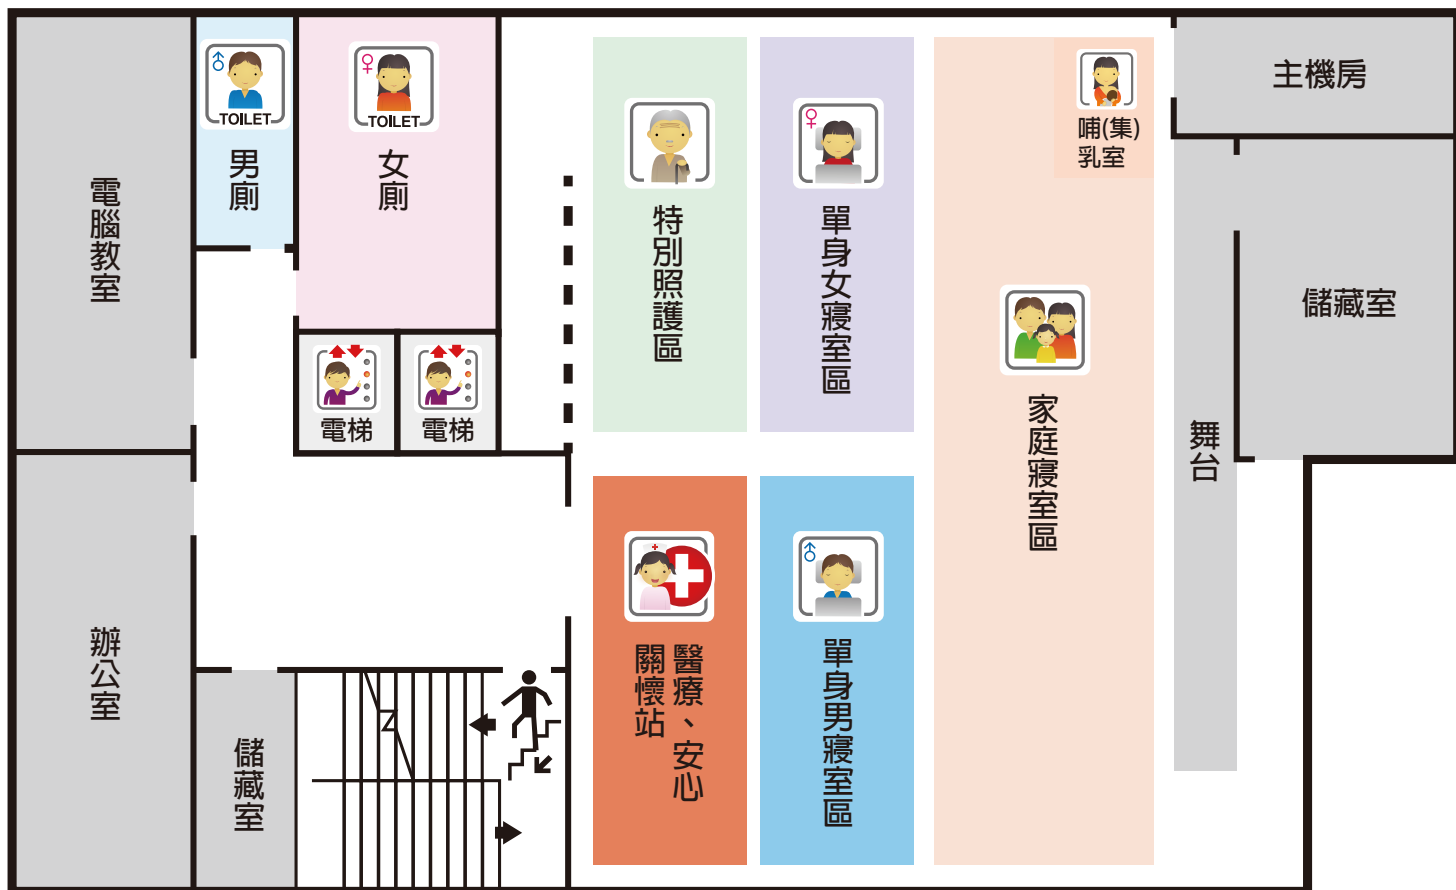 電腦教室
TOILET
男廁
TOILET
女廁
電梯
電梯
特別照護區
單身女寢室區
哺(集)
乳室
家庭寢室區
主機房
儲藏室
舞台
辦公室
儲藏室
醫療、安心
關懷站
單身男寢室區